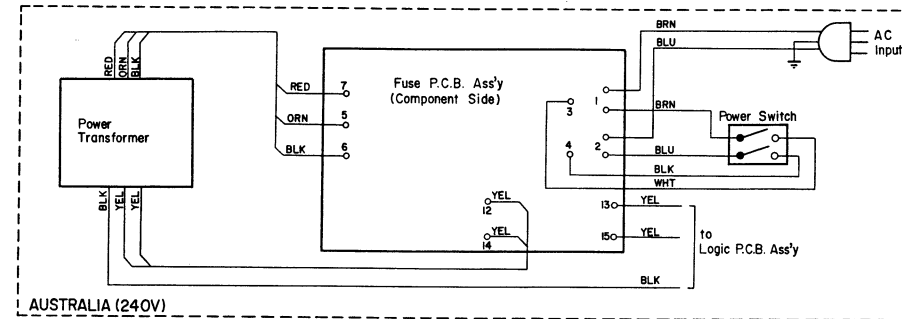 BRN
AC
Input
BLU
RED
ORN
BLK
RED
7
Fuse P.C.B. Ass'y
(Component Side)
1
3
BRN
Power Switch
Power
Transformer
ORN
5
BLK
6
4
2
BLU
BLK
WHT
BLK
YEL
YEL
YEL
12
13
YEL
YEL
14
15
YEL
to
Logic P.C.B. Ass'y
BLK
AUSTRALIA (240V)